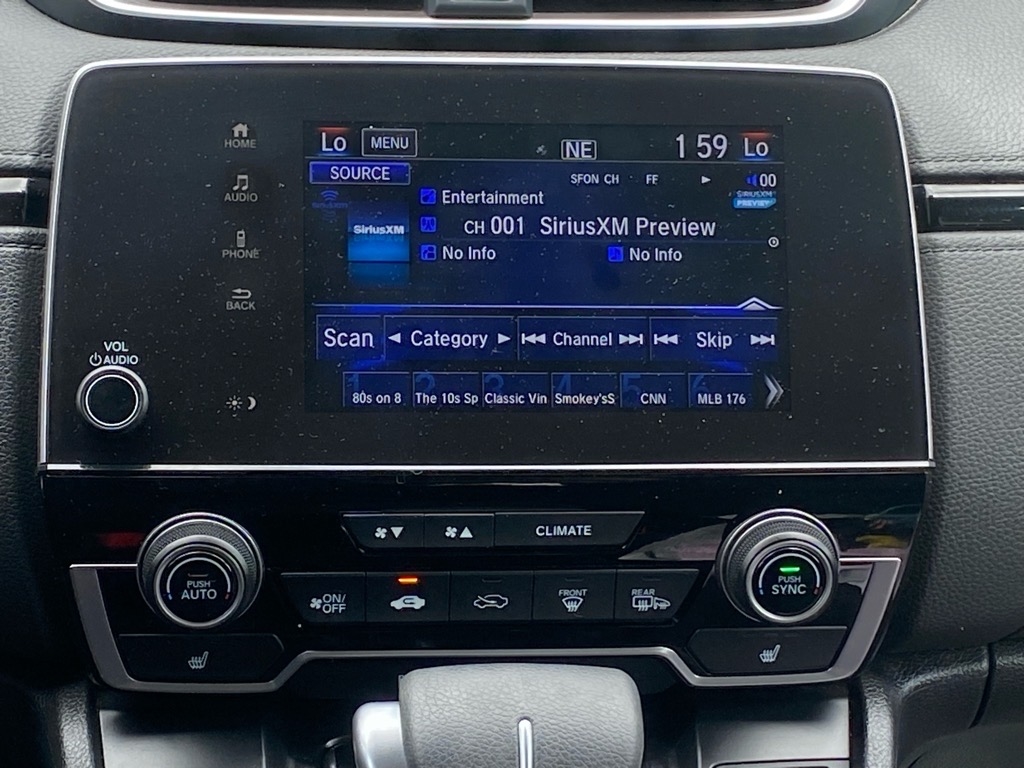 HOME
AUDIO
PHONE
BACK
VOL
AUDIO
Lo MENU NE 1 59 Lo
SOURCE SFON CH FF 00
SIRIUSXM PREVIEW
Entertainment
SiriusXM
CH 001 SiriusXM Preview
No Info No Info
Scan Category Channel Skip
1 2 3 4 5 6
80s on 8 The 10s Sp Classic Vin Smokey'sS CNN MLB 176
CLIMATE
PUSH AUTO
ON/OFF
FRONT
REAR
PUSH SYNC